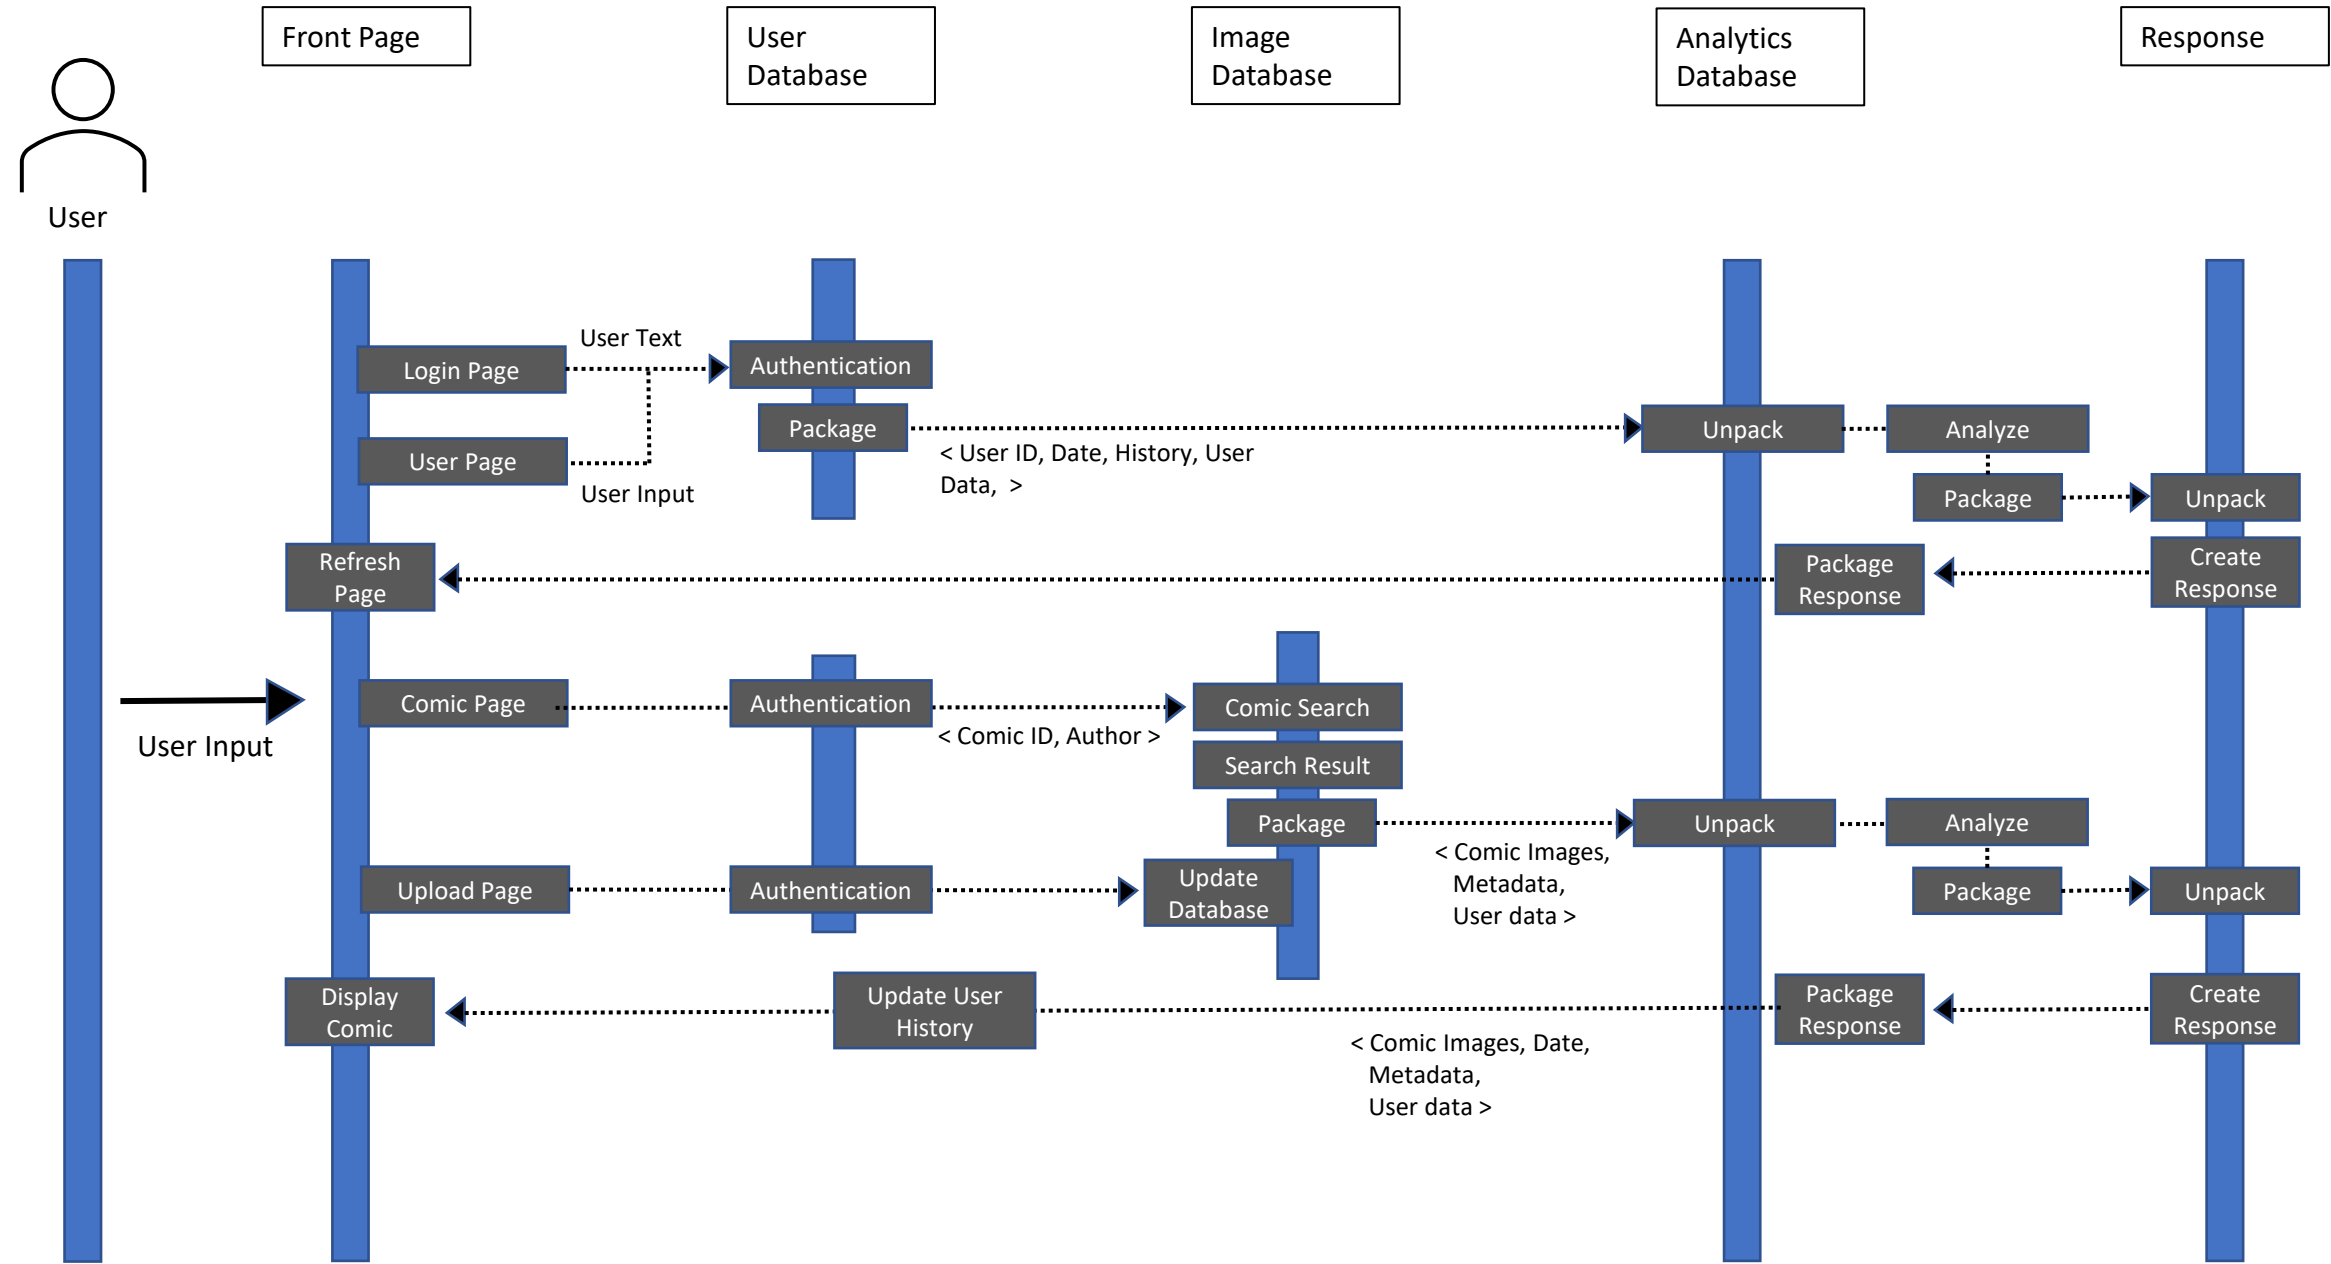 Front Page
User
Database
Image
Database
Analytics
Database
Response
User
User Text
Login Page
Authentication
Package
Unpack
Analyze
User Page
< User ID, Date, History, User
Data,  >
User Input
Package
Unpack
Refresh
Page
Package
Response
Create
Response
User Input
Comic Page
Authentication
< Comic ID, Author >
Comic Search
Search Result
Package
Unpack
Analyze
< Comic Images,
Metadata,
User data >
Upload Page
Authentication
Update
Database
Package
Unpack
Display
Comic
Update User
History
Package
Response
Create
Response
< Comic Images, Date,
Metadata,
User data >